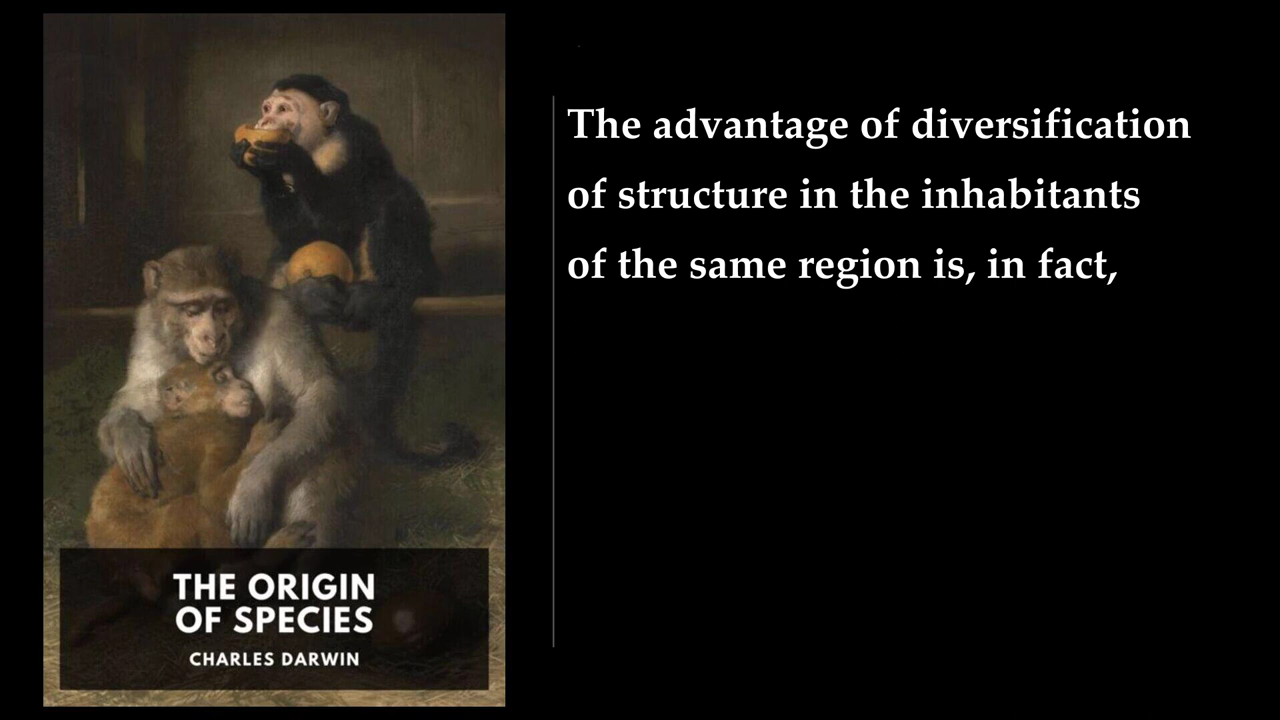 The advantage of diversification
of structure in the inhabitants
of the same region is, in fact,
THE ORIGIN
OF SPECIES
CHARLES DARWIN